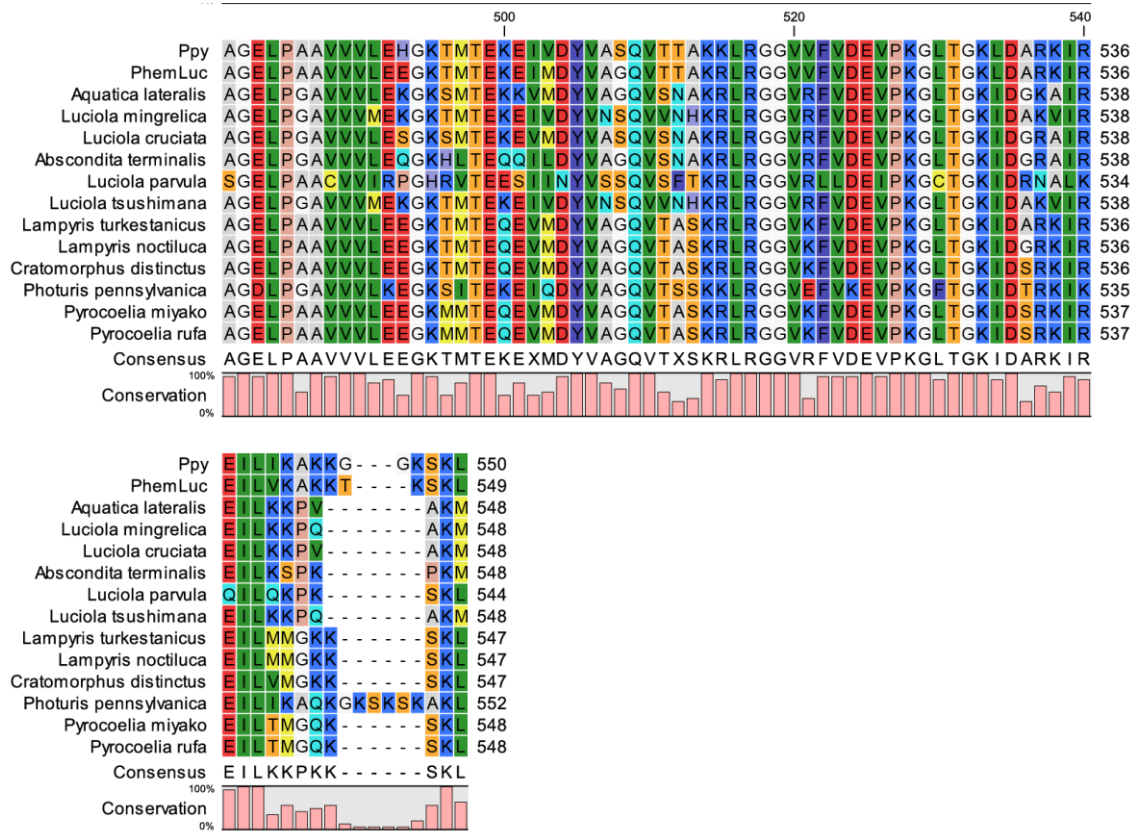 500 520 540
Ppy AGELPAAVVVLEHGKTMTEKEIVDYVASQVTTAKKLRGGVVFVDEVPKGLTGKLDARKIR 536
PhemLuc AGELPAAVVVLEEGKTMTEKEIMDYVAGQVTTAKRLRGGVVFVDEVPKGLTGKLDARKIR 536
Aquatica lateralis AGELPGAVVVLEKGKSMTEKKVMDYVAGQVSNAKRLRGGVRFVDEVPKGLTGKIDGKAIR 538
Luciola mingrelica AGELPGAVVVMEKGKTMTEKEIVDYVNSQVVNHKRLRGGVRFVDEVPKGLTGKIDAKVIR 538
Luciola cruciata AGELPGAVVVLESGKSMTEKEVMDYVASQVSNAKRLRGGVRFVDEVPKGLTGKIDGRAIR 538
Abscondita terminalis AGELPGAVVVLEQGKHLTEQQILDYVAGQVSNAKRLRGGVRFVDEVPKGLTGKIDGRAIR 538
Luciola parvula SGELPAACVVIRPGHRVTEESIINYVSSQVSFTKRLRGGVRLLDEIPKGCTGKIDRNALK 534
Luciola tsushimana AGELPGAVVVMEKGKTMTEKEIVDYVNSQVVNHKRLRGGVRFVDEVPKGLTGKIDAKVIR 538
Lampyris turkestanicus AGELPAAVVVLEEGKTMTEQEVMDYVAGQVTASKRLRGGVKFVDEVPKGLTGKIDARKIR 536
Lampyris noctiluca AGELPAAVVVLEEGKTMTEQEVMDYVAGQVTASKRLRGGVKFVDEVPKGLTGKIDGRKIR 536
Cratomorphus distinctus AGELPAAVVVLEEGKTMTEQEVMDYVAGQVTASKRLRGGVKFVDEVPKGLTGKIDSRKIR 536
Photuris pennsylvanica AGDLPAAVVVLKEGKSITEKEIQDYVAGQVTSSKKLRGGVEFVKEVPKGFTGKIDTRKIK 535
Pyrocoelia miyako AGELPAAVVVLEEGKMMTEQEVMDYVAGQVTASKRLRGGVKFVDEVPKGLTGKIDSRKIR 537
Pyrocoelia rufa AGELPAAVVVLEEGKMMTEQEVMDYVAGQVTASKRLRGGVKFVDEVPKGLTGKIDSRKIR 537
Consensus AGELPAAVVVLEEGKTMTEKEXMDYVAGQVTXSKRLRGGVRFVDEVPKGLTGKIDARKIR
100%
Conservation
0%
Ppy EILIKAKKG---GKSKL 550
PhemLuc EILVKAKKT----KSKL 549
Aquatica lateralis EILKKPV-------AKM 548
Luciola mingrelica EILKKPQ-------AKM 548
Luciola cruciata EILKKPV-------AKM 548
Abscondita terminalis EILKSPK-------PKM 548
Luciola parvula QILQKPK-------SKL 544
Luciola tsushimana EILKKPQ-------AKM 548
Lampyris turkestanicus EILMMGKK------SKL 547
Lampyris noctiluca EILMMGKK------SKL 547
Cratomorphus distinctus EILVMGKK------SKL 547
Photuris pennsylvanica EILIKAQKGKSKSKAKL 552
Pyrocoelia miyako EILTMGQK------SKL 548
Pyrocoelia rufa EILTMGQK------SKL 548
Consensus EILKKPKK------SKL
100%
Conservation
0%